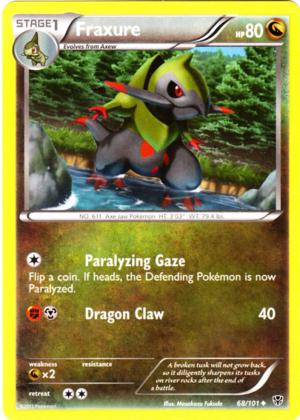 STAGE1
Fraxure
HP80
Evolves from Axew
NO. 611 Axe Jaw Pokémon HT: 3'03" WT: 79.4 lbs.
Paralyzing Gaze
Flip a coin. If heads, the Defending Pokémon is now
Paralyzed.
Dragon Claw 40
weakness resistance
×2
retreat
A broken tusk will not grow back,
so it diligently sharpens its tusks
on river rocks after the end of
a battle.
©2013 Pokémon
Illus. Masakazu Fukuda
68/101